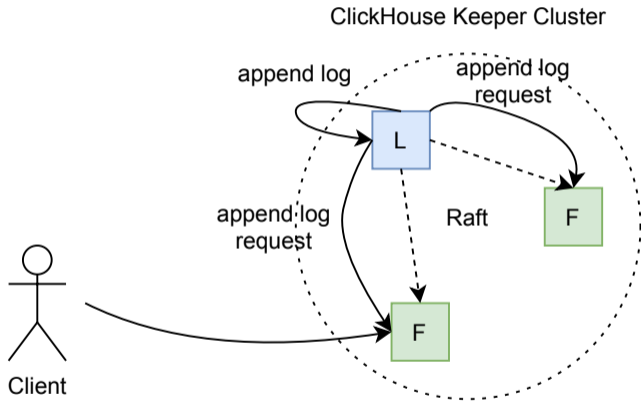 ClickHouse Keeper Cluster
append log
append log
request
L
append log
request
Raft
F
F
Client